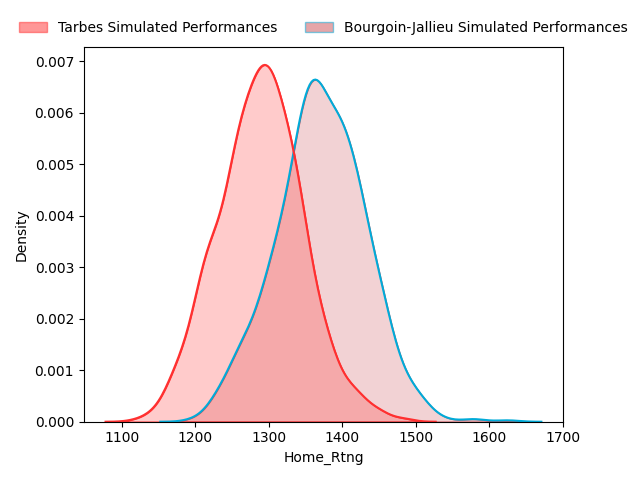 Tarbes Simulated Performances Bourgoin-Jallieu Simulated Performances
0.007
0.006
0.005
0.004
0.003
0.002
0.001
0.000
Density
1100 1200 1300 1400 1500 1600 1700
Home_Rtng